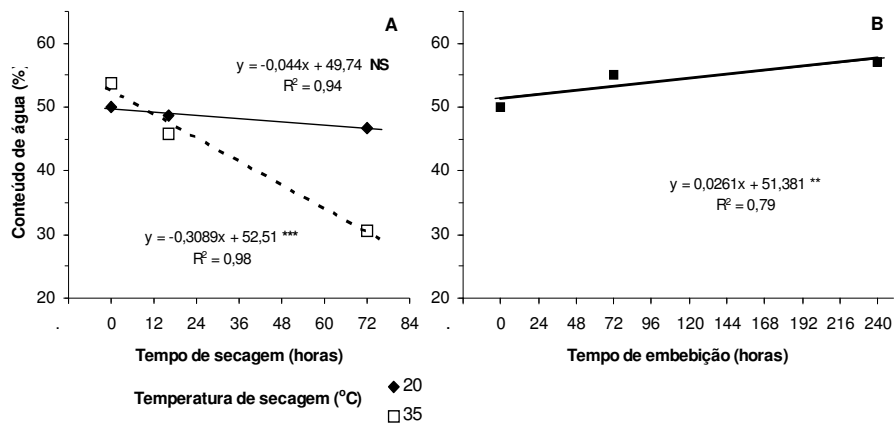 A
B
Conteúdo de água (%)
60
50
40
30
20
y = -0,044x + 49,74 NS
R² = 0,94
y = -0,3089x + 52,51 ***
R² = 0,98
. 0 12 24 36 48 60 72 84
Tempo de secagem (horas)
60
50
40
30
20
y = 0,0261x + 51,381 **
R² = 0,79
. 0 24 48 72 96 120 144 168 192 216 240
Tempo de embebição (horas)
Temperatura de secagem (°C)
20
35